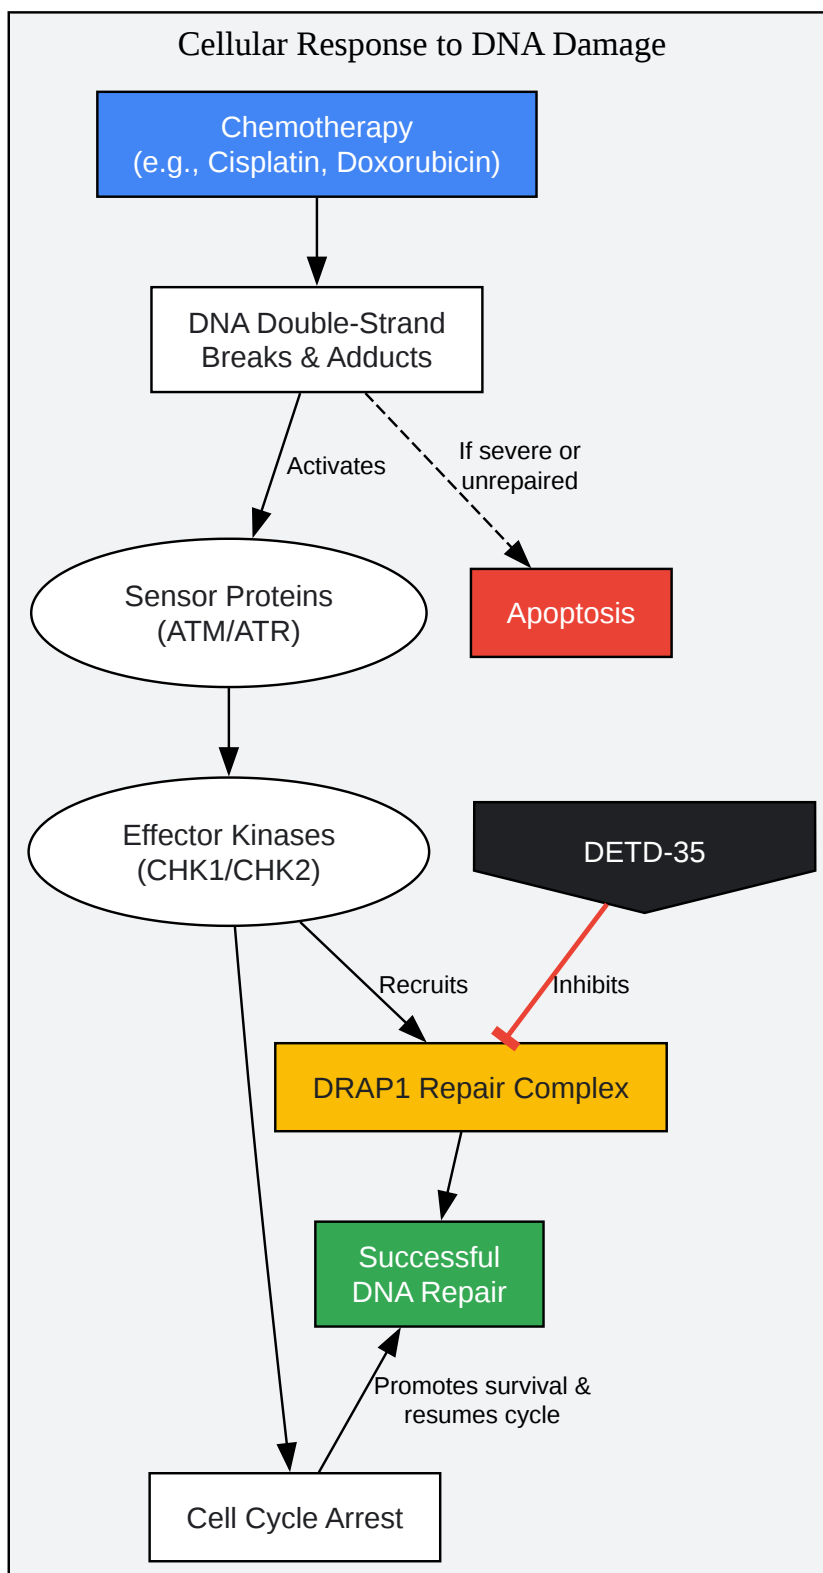 Cellular Response to DNA Damage
Chemotherapy
(e.g., Cisplatin, Doxorubicin)
DNA Double-Strand
Breaks & Adducts
Activates
If severe or
unrepaired
Sensor Proteins
(ATM/ATR)
Apoptosis
Effector Kinases
(CHK1/CHK2)
DETD-35
Recruits
Inhibits
DRAP1 Repair Complex
Successful
DNA Repair
Promotes survival &
resumes cycle
Cell Cycle Arrest